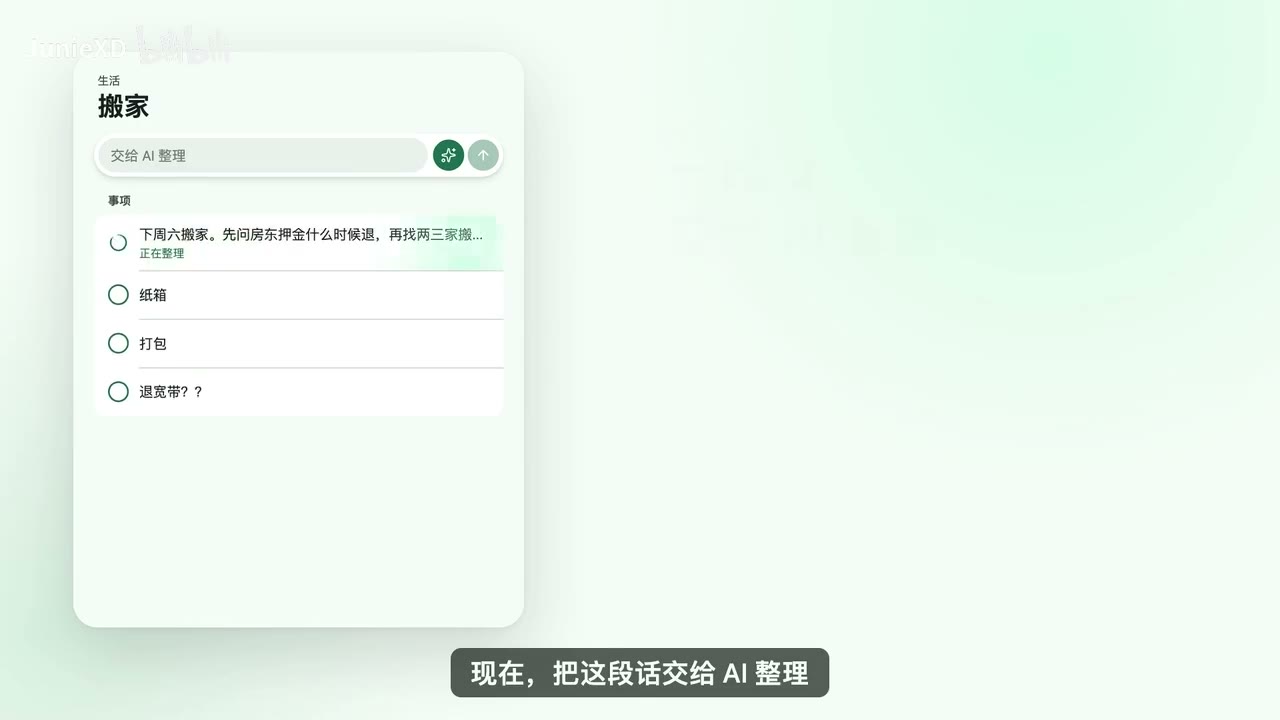 JunieXD bilibili
生活
搬家
交给 AI 整理
事项
下周六搬家。先问房东押金什么时候退，再找两三家搬...
正在整理
纸箱
打包
退宽带？？
现在，把这段话交给 AI 整理